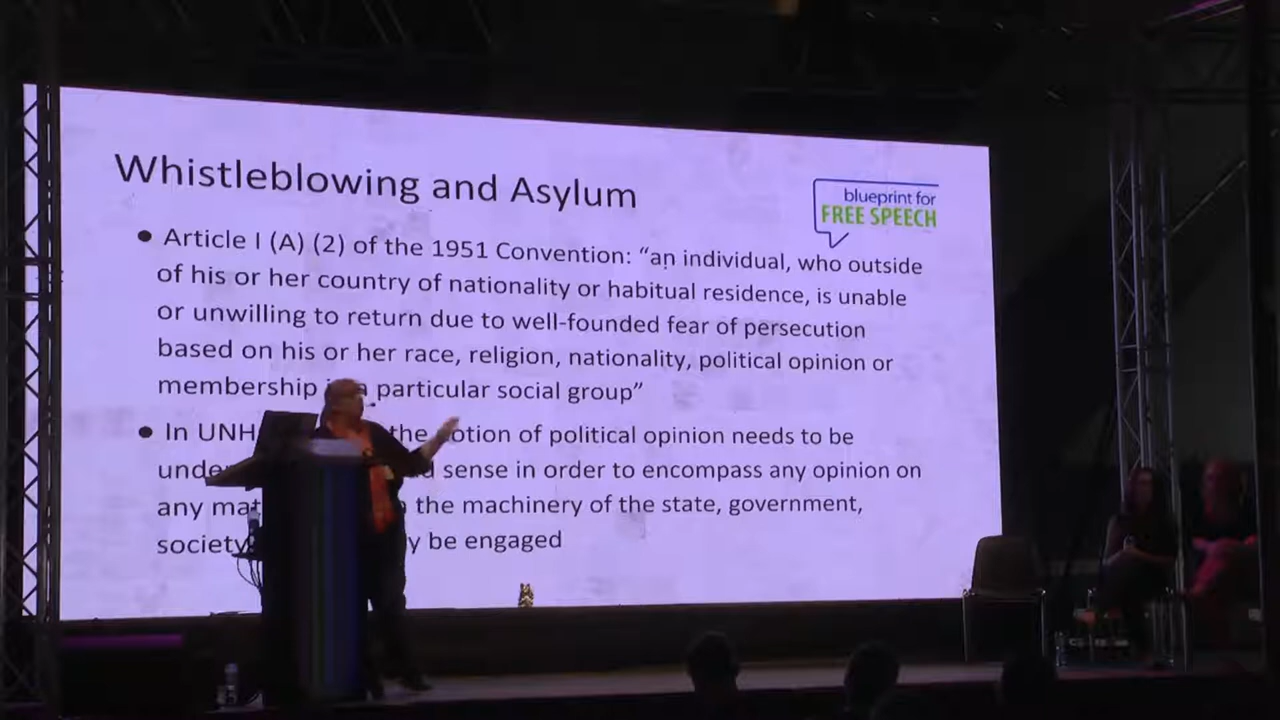 Whistleblowing and Asylum
blueprint for
FREE SPEECH
● Article I (A) (2) of the 1951 Convention: “an individual, who outside
of his or her country of nationality or habitual residence, is unable
or unwilling to return due to well-founded fear of persecution
based on his or her race, religion, nationality, political opinion or
membership particular social group”
● In UNH the notion of political opinion needs to be
sense in order to encompass any opinion on
any the machinery of the state, government,
society be engaged